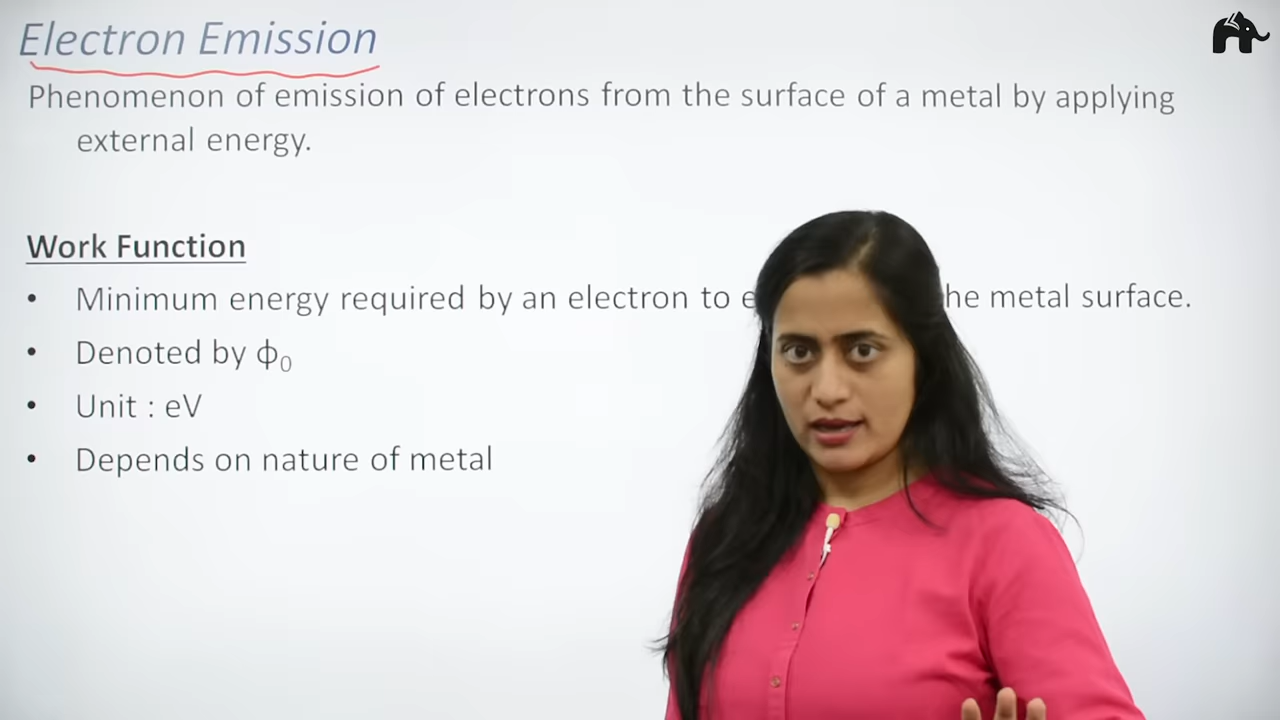 Electron Emission
Phenomenon of emission of electrons from the surface of a metal by applying
external energy.
Work Function
• Minimum energy required by an electron to e he metal surface.
• Denoted by ϕ₀
• Unit : eV
• Depends on nature of metal